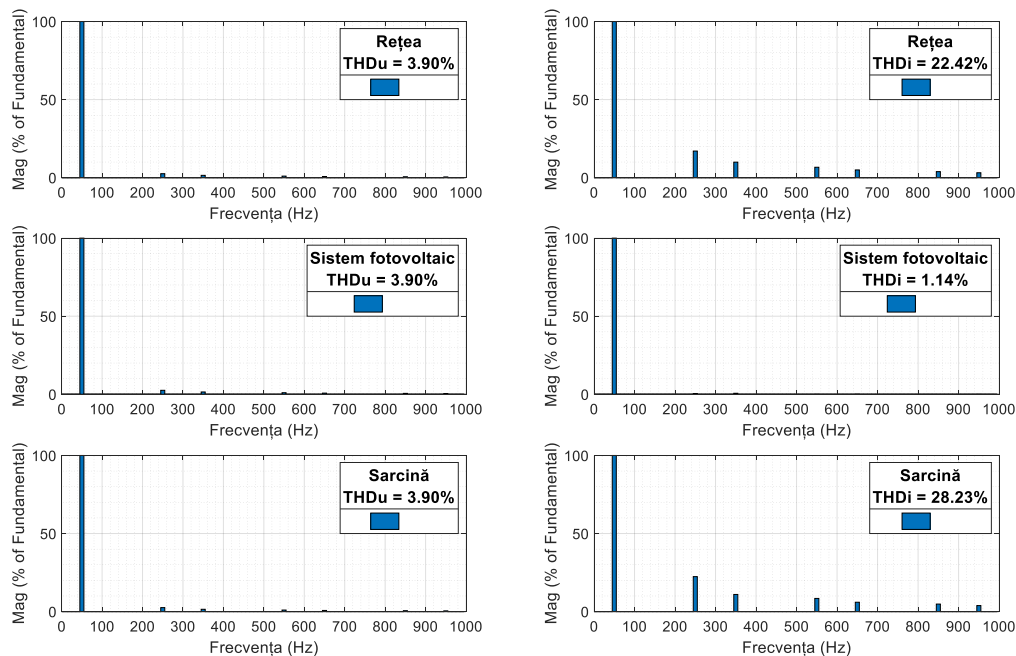 Mag (% of Fundamental)
100
50
0
Rețea
THDu = 3.90%
0 100 200 300 400 500 600 700 800 900 1000
Frecvența (Hz)
Mag (% of Fundamental)
100
50
0
Rețea
THDi = 22.42%
0 100 200 300 400 500 600 700 800 900 1000
Frecvența (Hz)
Mag (% of Fundamental)
100
50
0
Sistem fotovoltaic
THDu = 3.90%
0 100 200 300 400 500 600 700 800 900 1000
Frecvența (Hz)
Mag (% of Fundamental)
100
50
0
Sistem fotovoltaic
THDi = 1.14%
0 100 200 300 400 500 600 700 800 900 1000
Frecvența (Hz)
Mag (% of Fundamental)
100
50
0
Sarcină
THDu = 3.90%
0 100 200 300 400 500 600 700 800 900 1000
Frecvența (Hz)
Mag (% of Fundamental)
100
50
0
Sarcină
THDi = 28.23%
0 100 200 300 400 500 600 700 800 900 1000
Frecvența (Hz)